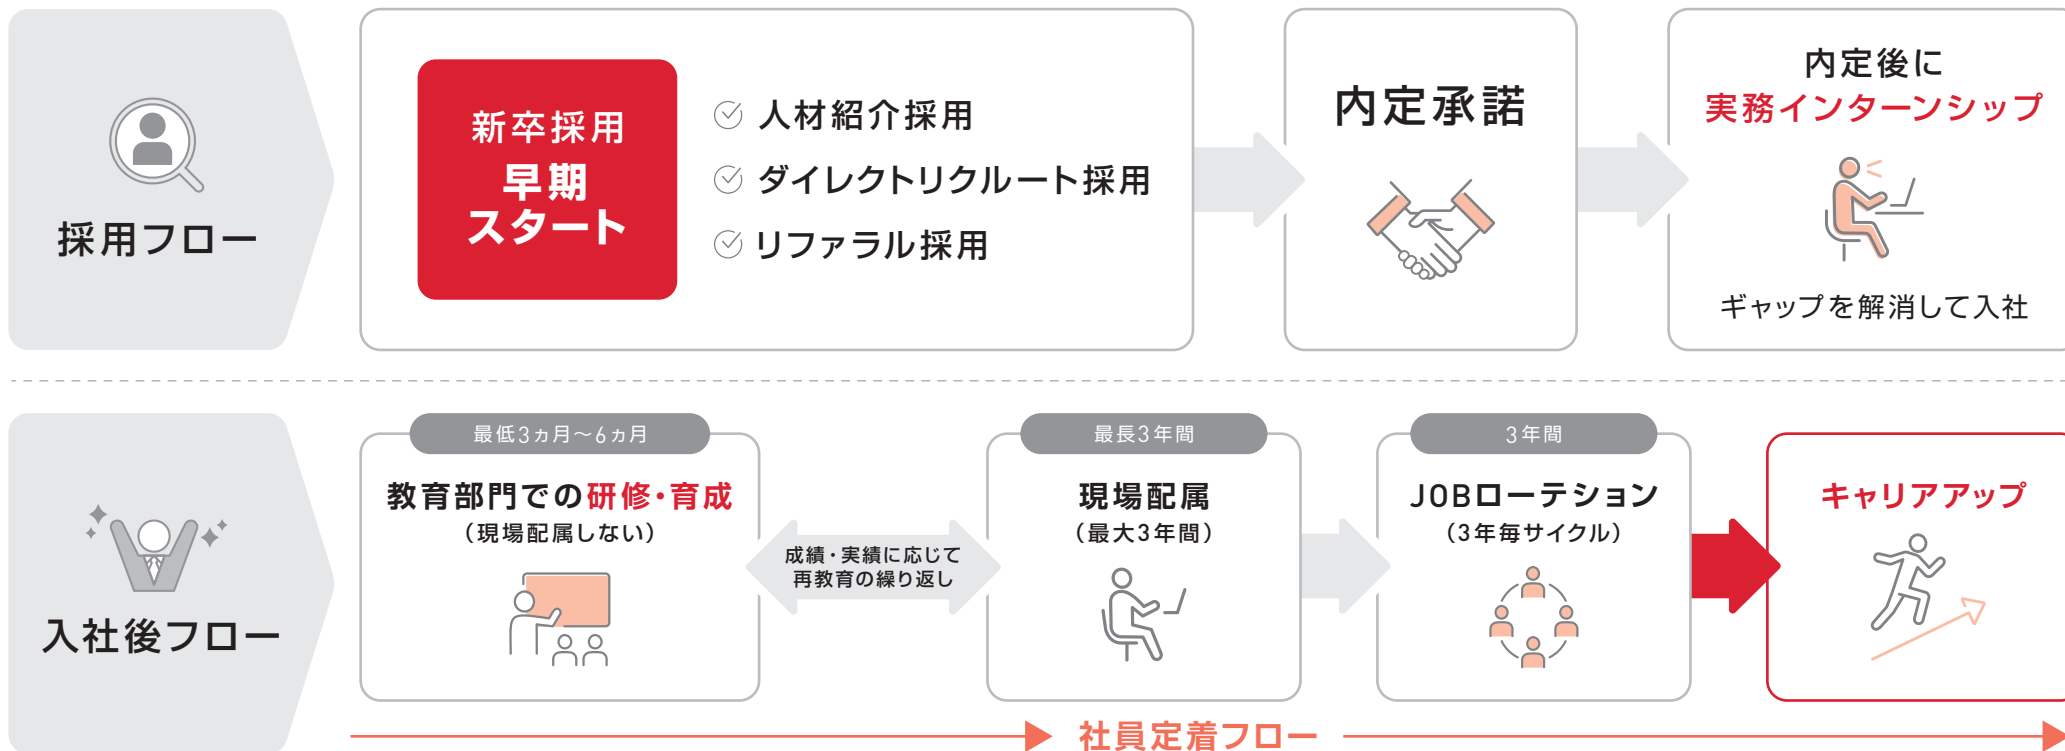 採用フロー
新卒採用
早期
スタート
人材紹介採用
ダイレクトリクルート採用
リファラル採用
内定承諾
内定後に
実務インターンシップ
ギャップを解消して入社
入社後フロー
最低3ヵ月～6ヵ月
教育部門での研修・育成
（現場配属しない）
成績・実績に応じて
再教育の繰り返し
最長3年間
現場配属
（最大3年間）
3年間
JOBローテション
（3年毎サイクル）
キャリアアップ
社員定着フロー